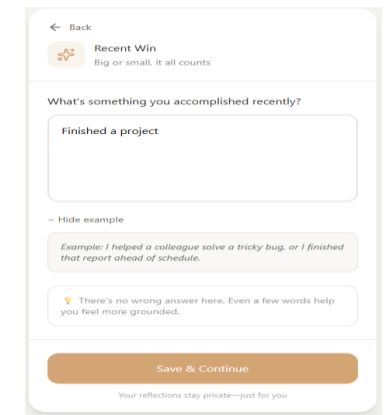 ← Back
Recent Win
Big or small, it all counts
What's something you accomplished recently?
Finished a project
− Hide example
Example: I helped a colleague solve a tricky bug, or I finished
that report ahead of schedule.
💡 There's no wrong answer here. Even a few words help
you feel more grounded.
Save & Continue
Your reflections stay private—just for you